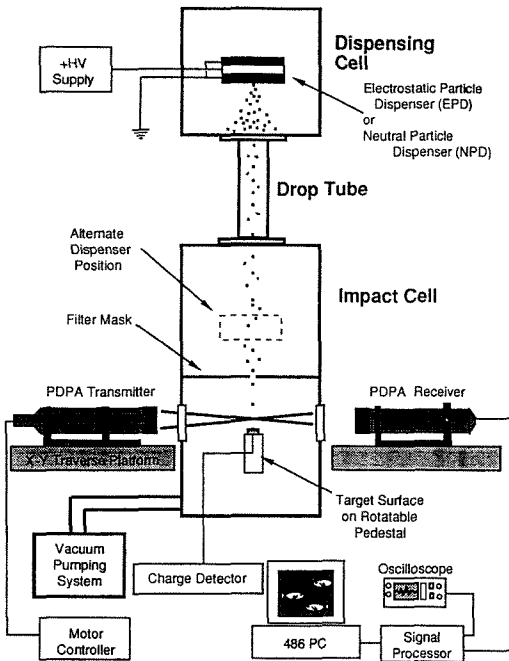 Dispensing
Cell
+HV
Supply
Electrostatic Particle
Dispenser (EPD)
or
Neutral Particle
Dispenser (NPD)
Drop Tube
Alternate
Dispenser
Position
Impact Cell
Filter Mask
PDPA Transmitter
PDPA Receiver
X-Y Traverse Platform
Target Surface
on Rotatable
Pedestal
Vacuum
Pumping
System
Charge Detector
Oscilloscope
486 PC
Signal
Processor
Motor
Controller